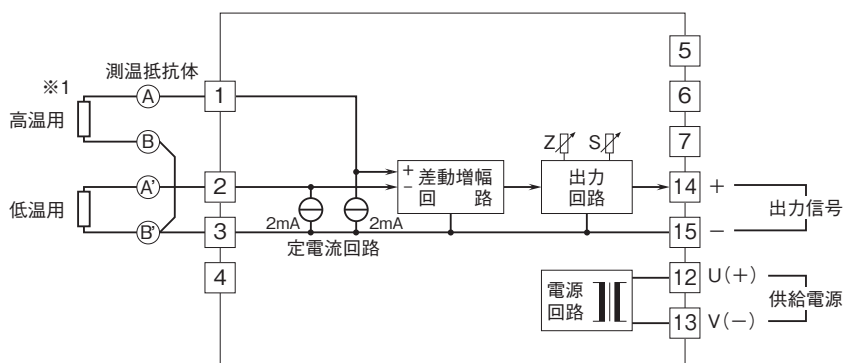 ※1
測温抵抗体
高温用
A
B
低温用
A'
B'
1
2
3
4
2mA
2mA
定電流回路
+
−
差動増幅
回　路
Z
S
出力
回路
5
6
7
14
+
15
−
出力信号
電源
回路
12
U(+)
13
V(−)
供給電源